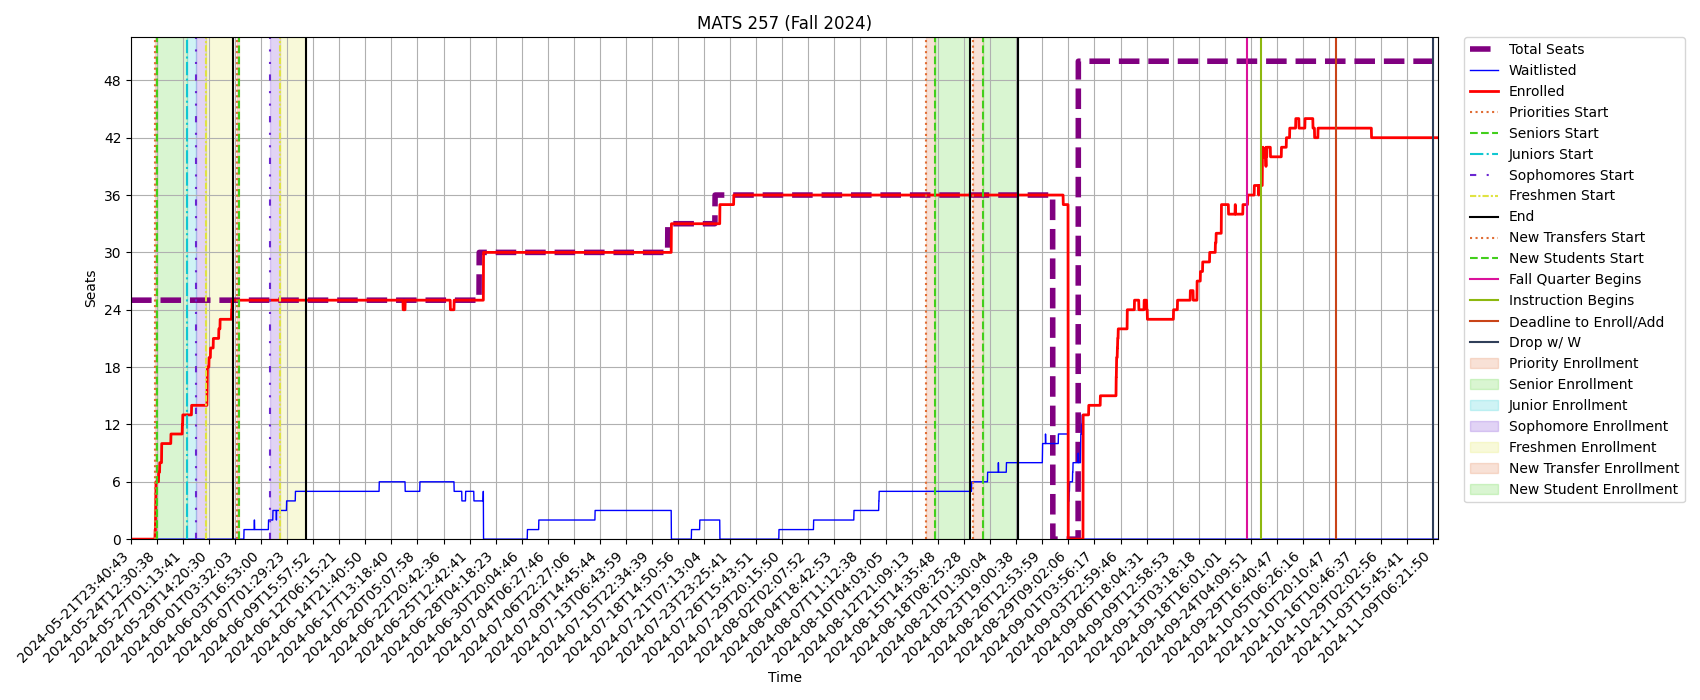 MATS 257 (Fall 2024)
Seats
48
42
36
30
24
18
12
6
0
2024-05-21T23:40:43
2024-05-24T12:30:38
2024-05-27T01:13:41
2024-05-29T14:20:30
2024-06-01T03:32:03
2024-06-03T16:53:00
2024-06-07T01:29:23
2024-06-09T15:57:52
2024-06-12T06:15:21
2024-06-14T21:40:50
2024-06-17T13:18:40
2024-06-20T05:07:58
2024-06-22T20:42:36
2024-06-25T12:42:41
2024-06-28T04:18:23
2024-06-30T20:04:46
2024-07-04T06:27:46
2024-07-06T22:27:06
2024-07-09T14:45:44
2024-07-13T06:43:59
2024-07-15T22:34:39
2024-07-18T14:50:56
2024-07-21T07:13:04
2024-07-23T23:25:41
2024-07-26T16:43:51
2024-07-29T20:15:50
2024-08-02T02:07:52
2024-08-04T18:42:53
2024-08-07T11:12:38
2024-08-10T04:03:05
2024-08-12T21:09:13
2024-08-15T14:35:48
2024-08-18T08:25:28
2024-08-21T01:30:04
2024-08-23T19:00:38
2024-08-26T12:53:59
2024-08-29T09:02:06
2024-09-01T03:56:17
2024-09-03T22:59:46
2024-09-06T18:04:31
2024-09-09T12:58:53
2024-09-13T03:18:18
2024-09-18T16:01:01
2024-09-24T04:09:51
2024-09-29T16:40:47
2024-10-05T06:26:16
2024-10-10T20:10:47
2024-10-16T10:46:37
2024-10-29T02:02:56
2024-11-03T15:45:41
2024-11-09T06:21:50
Time
Total Seats
Waitlisted
Enrolled
Priorities Start
Seniors Start
Juniors Start
Sophomores Start
Freshmen Start
End
New Transfers Start
New Students Start
Fall Quarter Begins
Instruction Begins
Deadline to Enroll/Add
Drop w/ W
Priority Enrollment
Senior Enrollment
Junior Enrollment
Sophomore Enrollment
Freshmen Enrollment
New Transfer Enrollment
New Student Enrollment